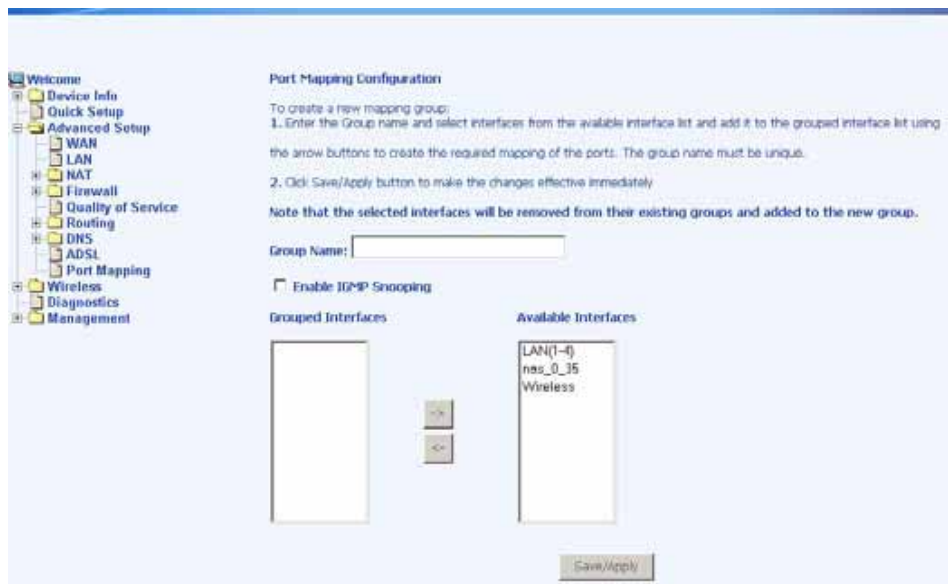 Welcome
Device Info
Quick Setup
Advanced Setup
WAN
LAN
NAT
Firewall
Quality of Service
Routing
DNS
ADSL
Port Mapping
Wireless
Diagnostics
Management
Port Mapping Configuration
To create a new mapping group:
1. Enter the Group name and select interfaces from the available interface list and add it to the grouped interface list using
the arrow buttons to create the required mapping of the ports. The group name must be unique.
2. Click Save/Apply button to make the changes effective immediately
Note that the selected interfaces will be removed from their existing groups and added to the new group.
Group Name:
Enable IGMP Snooping
Grouped Interfaces Available Interfaces
LAN(1-4)
nas_0_35
Wireless
->
<-
Save/Apply